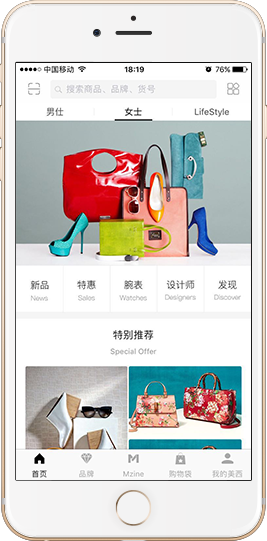 中国移动 18:19 76%
搜索商品、品牌、货号
男仕 女士 LifeStyle
新品 特惠 腕表 设计师 发现
News Sales Watches Designers Discover
特别推荐
Special Offer
首页 品牌 Mzine 购物袋 我的美西